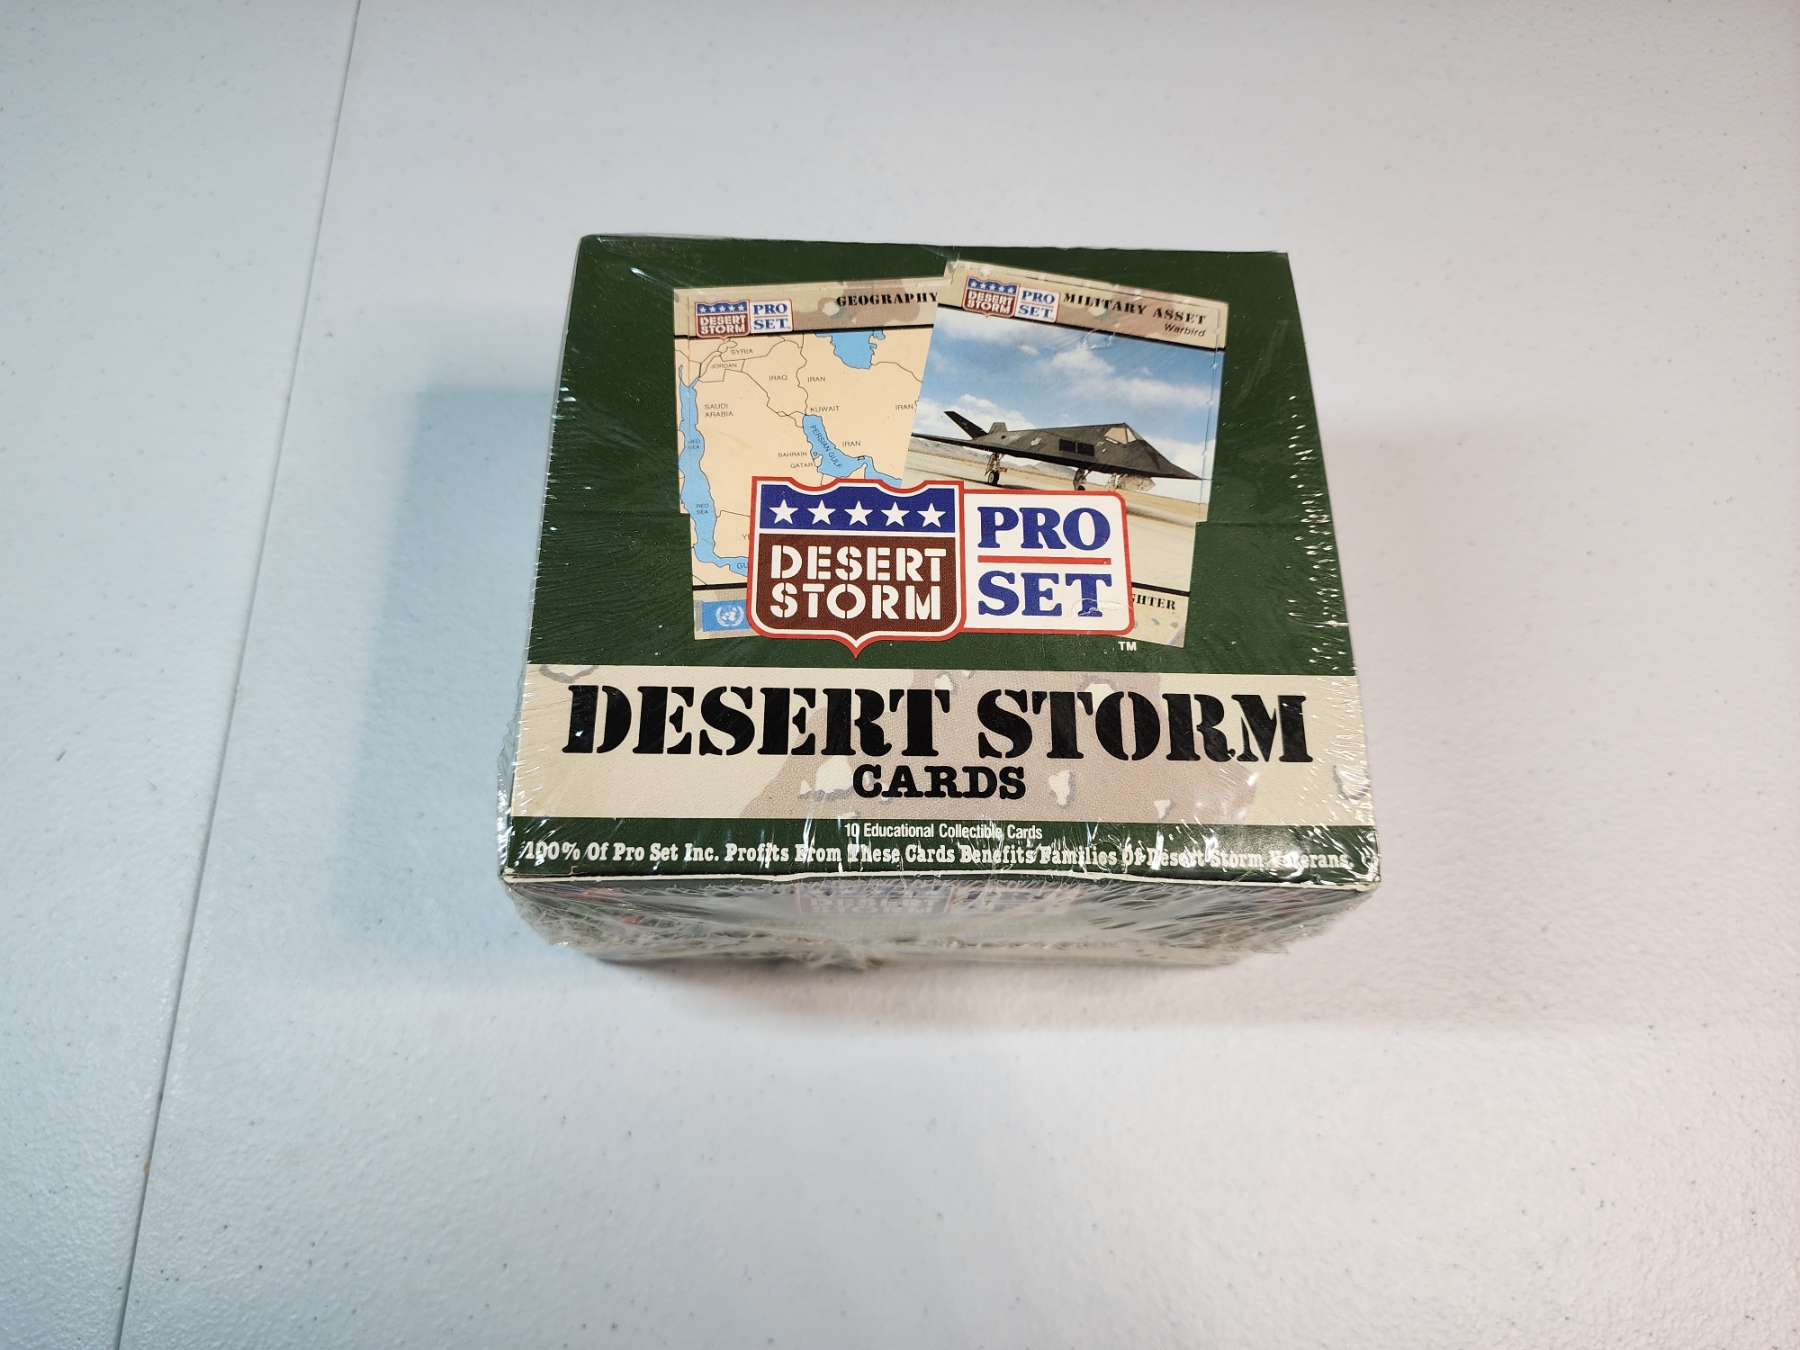 DESERT STORM
PRO SET
GEOGRAPHY
DESERT STORM
PRO SET
MILITARY ASSET
Warbird
SYRIA
JORDAN
IRAQ
IRAN
SAUDI ARABIA
KUWAIT
IRAN
PERSIAN GULF
IRAN
BAHRAIN
QATAR
RED SEA
RED SEA
DESERT
STORM
PRO
SET
TM
DESERT STORM
CARDS
10 Educational Collectible Cards
100% Of Pro Set Inc. Profits From These Cards Benefits Families Of Desert Storm Veterans.